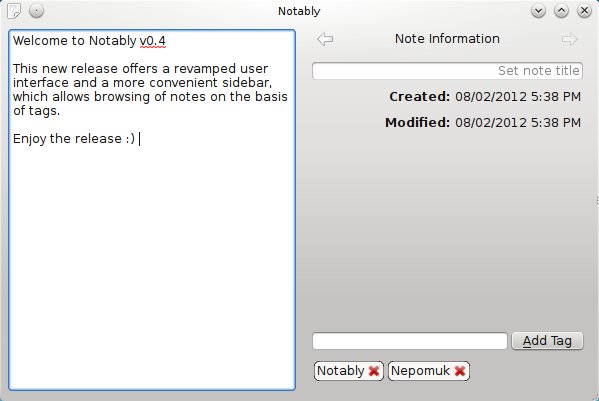 Notably
Welcome to Notably v0.4
This new release offers a revamped user
interface and a more convenient sidebar,
which allows browsing of notes on the basis
of tags.
Enjoy the release :)
Note Information
Set note title
Created: 08/02/2012 5:38 PM
Modified: 08/02/2012 5:38 PM
Add Tag
Notably
Nepomuk